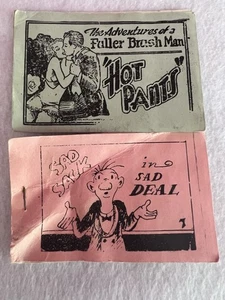 The Adventures of a
Fuller Brush Man
"HOT
PANTS"
SAD
SACK
in
SAD
DEAL